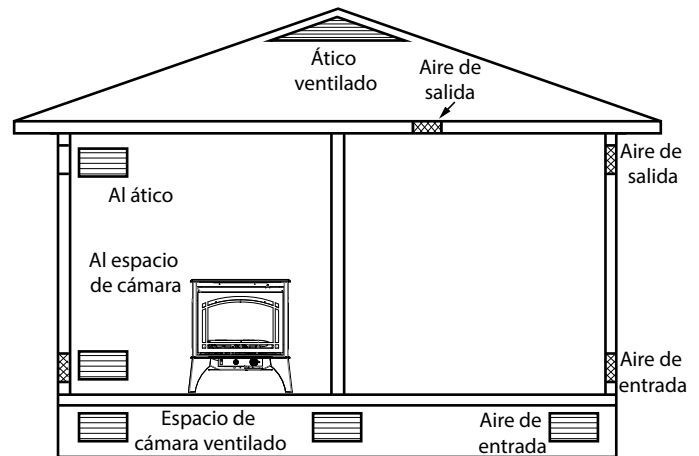 Ático
ventilado
Aire de
salida
Aire de
salida
Al ático
Al espacio
de cámara
Aire de
entrada
Espacio de
cámara ventilado
Aire de
entrada